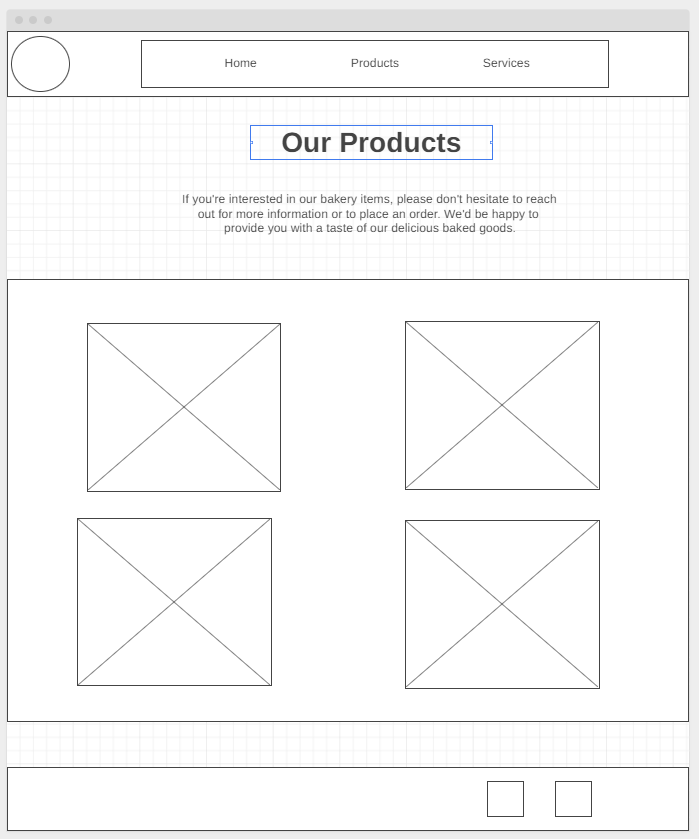 Home Products Services
Our Products
If you're interested in our bakery items, please don't hesitate to reach
out for more information or to place an order. We'd be happy to
provide you with a taste of our delicious baked goods.